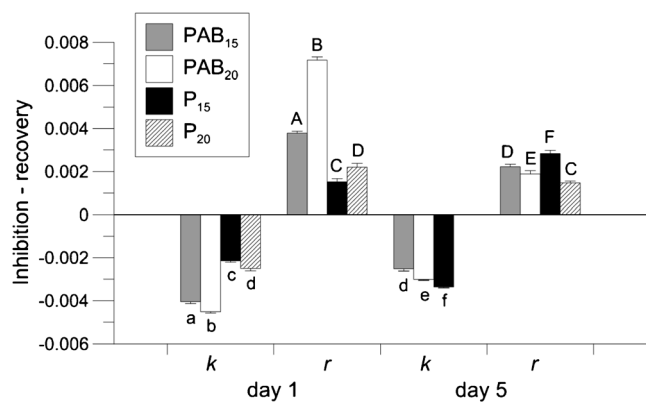 PAB15
PAB20
P15
P20
Inhibition - recovery
0.008
0.006
0.004
0.002
0
-0.002
-0.004
-0.006
A
B
C
D
D
E
F
C
a
b
c
d
d
e
f
k
r
k
r
day 1
day 5